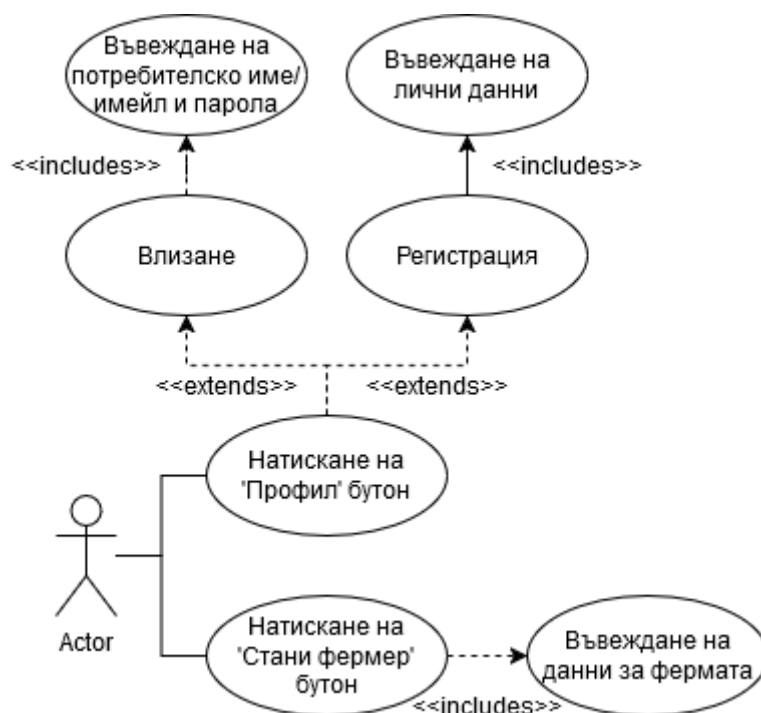 Въвеждане на
потребителско име/
имейл и парола
Въвеждане на
лични данни
<<includes>>
<<includes>>
Влизане
Регистрация
<<extends>>
<<extends>>
Натискане на
'Профил' бутон
Actor
Натискане на
'Стани фермер'
бутон
Въвеждане на
данни за фермата
<<includes>>